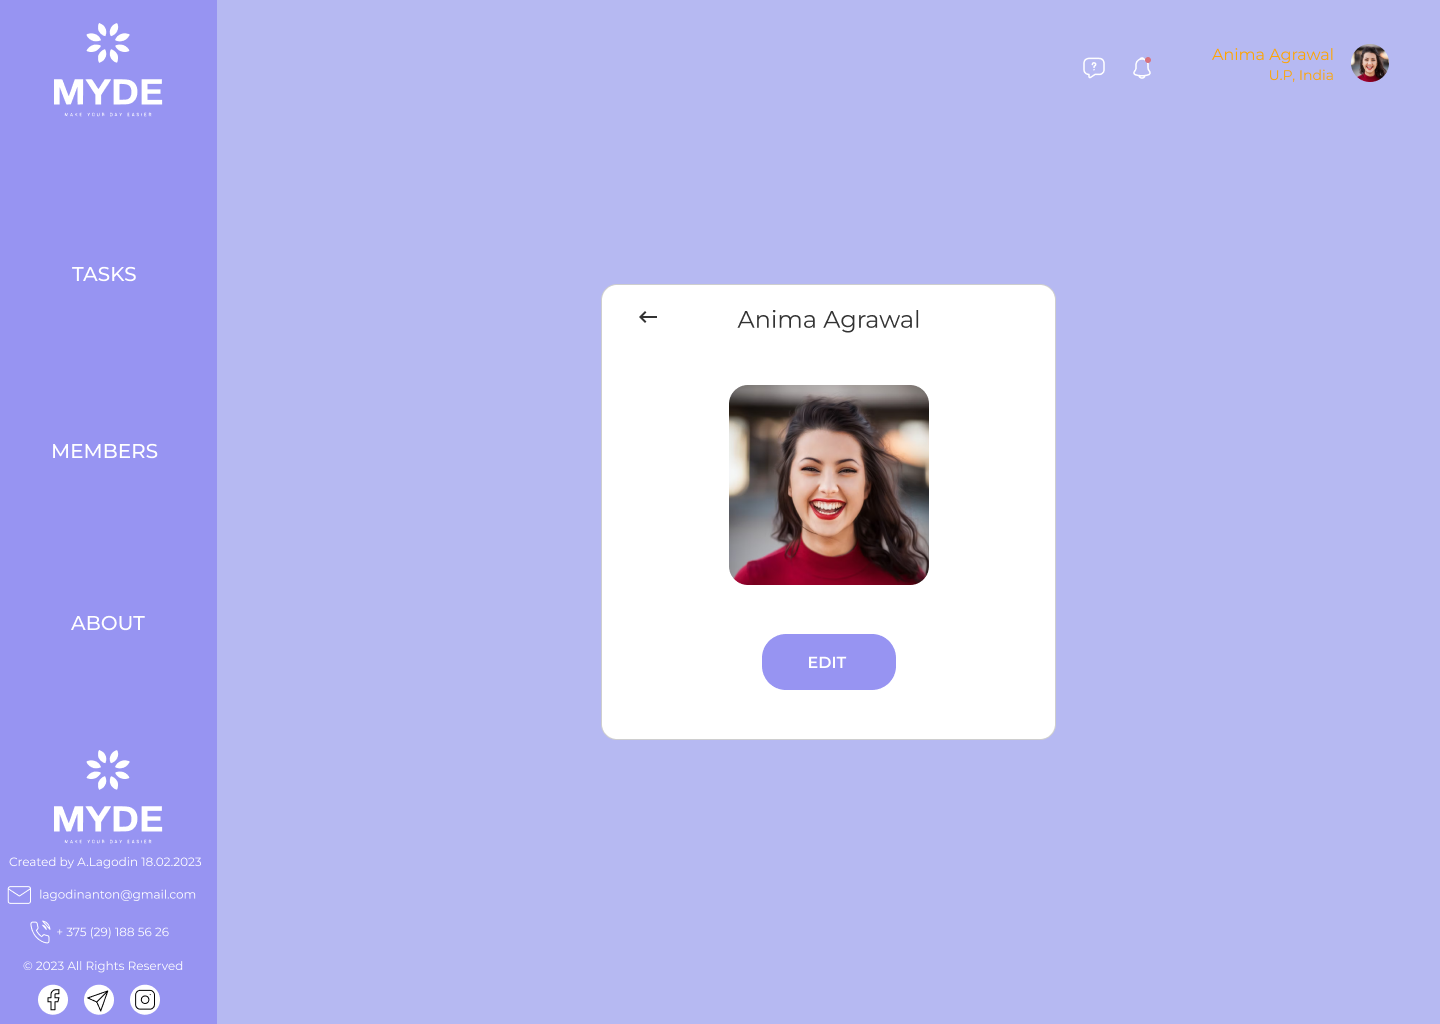 MYDE
MAKE YOUR DAY EASIER
Anima Agrawal
U.P, India
TASKS
MEMBERS
ABOUT
Anima Agrawal
EDIT
MYDE
MAKE YOUR DAY EASIER
Created by A.Lagodin 18.02.2023
lagodinanton@gmail.com
+ 375 (29) 188 56 26
© 2023 All Rights Reserved